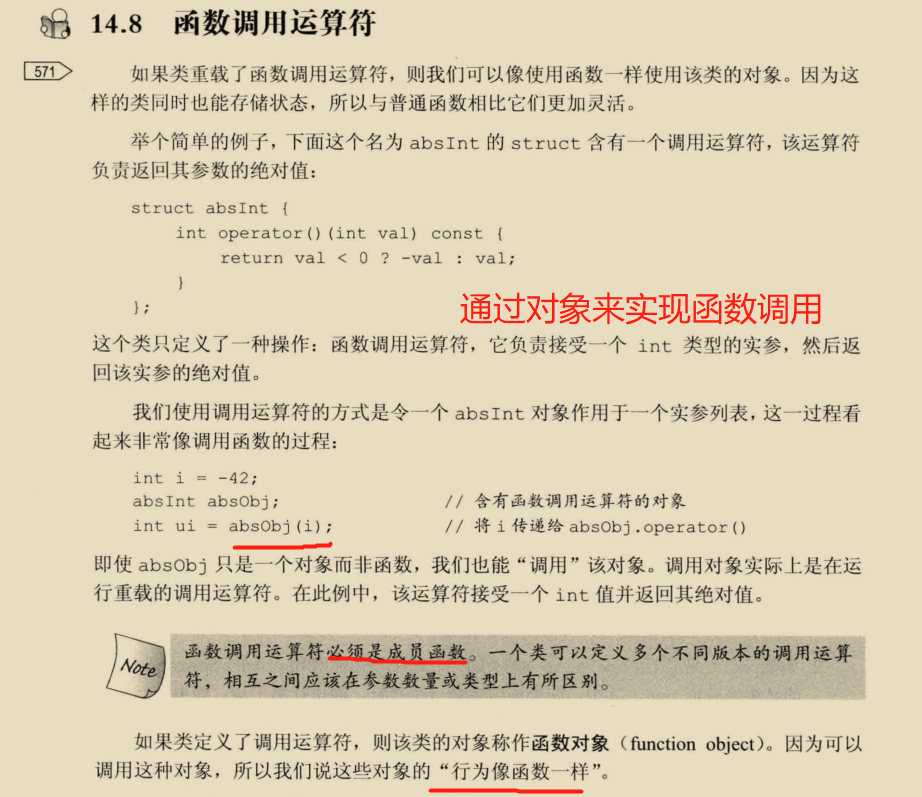 14.8 函数调用运算符
571
如果类重载了函数调用运算符，则我们可以像使用函数一样使用该类的对象。因为这
样的类同时也能存储状态，所以与普通函数相比它们更加灵活。
举个简单的例子，下面这个名为 absInt 的 struct 含有一个调用运算符，该运算符
负责返回其参数的绝对值：
struct absInt {
int operator()(int val) const {
return val < 0 ? -val : val;
}
};
通过对象来实现函数调用
这个类只定义了一种操作：函数调用运算符，它负责接受一个 int 类型的实参，然后返
回该实参的绝对值。
我们使用调用运算符的方式是令一个 absInt 对象作用于一个实参列表，这一过程看
起来非常像调用函数的过程：
int i = -42;
absInt absObj; // 含有函数调用运算符的对象
int ui = absObj(i); // 将 i 传递给 absObj.operator()
即使 absObj 只是一个对象而非函数，我们也能“调用”该对象。调用对象实际上是在运
行重载的调用运算符。在此例中，该运算符接受一个 int 值并返回其绝对值。
Note
函数调用运算符必须是成员函数。一个类可以定义多个不同版本的调用运算
符，相互之间应该在参数数量或类型上有所区别。
如果类定义了调用运算符，则该类的对象称作函数对象（function object）。因为可以
调用这种对象，所以我们说这些对象的“行为像函数一样”。